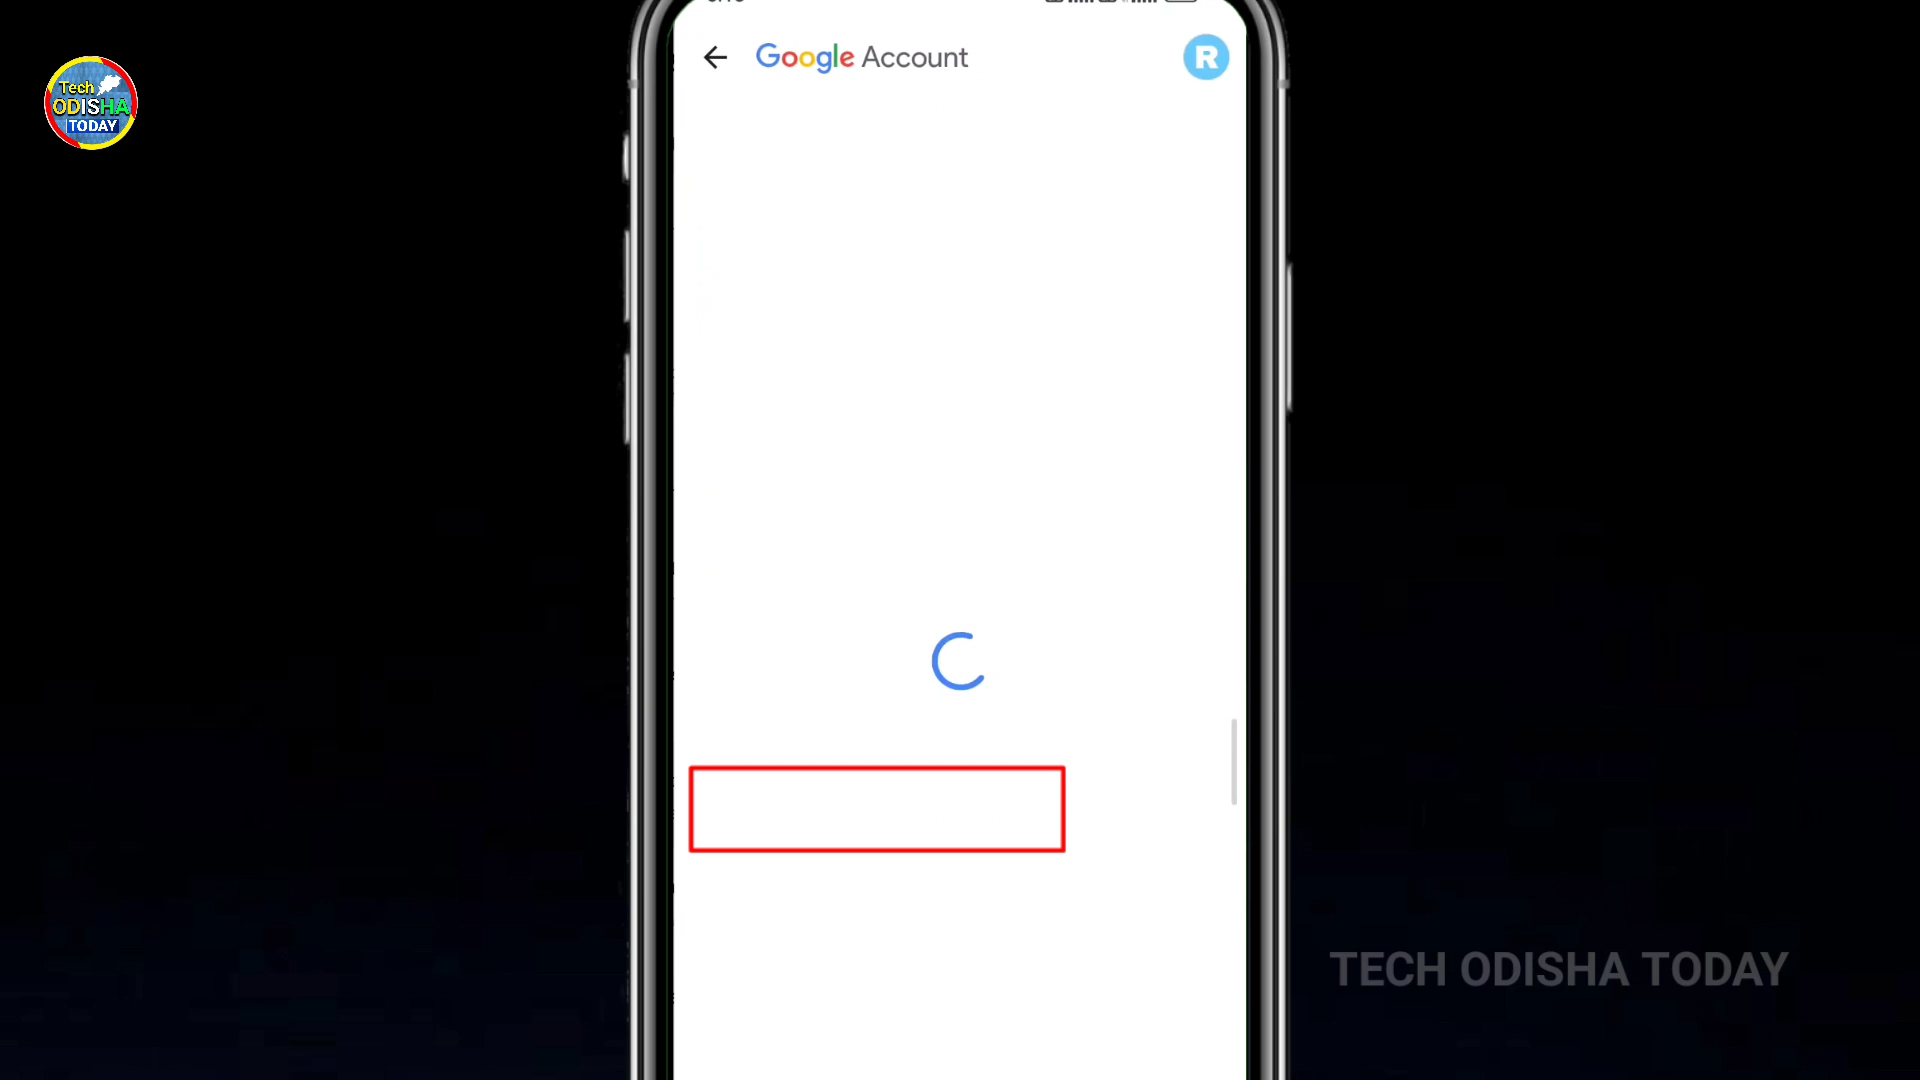 Google Account
R
Tech
ODISHA
TODAY
TECH ODISHA TODAY